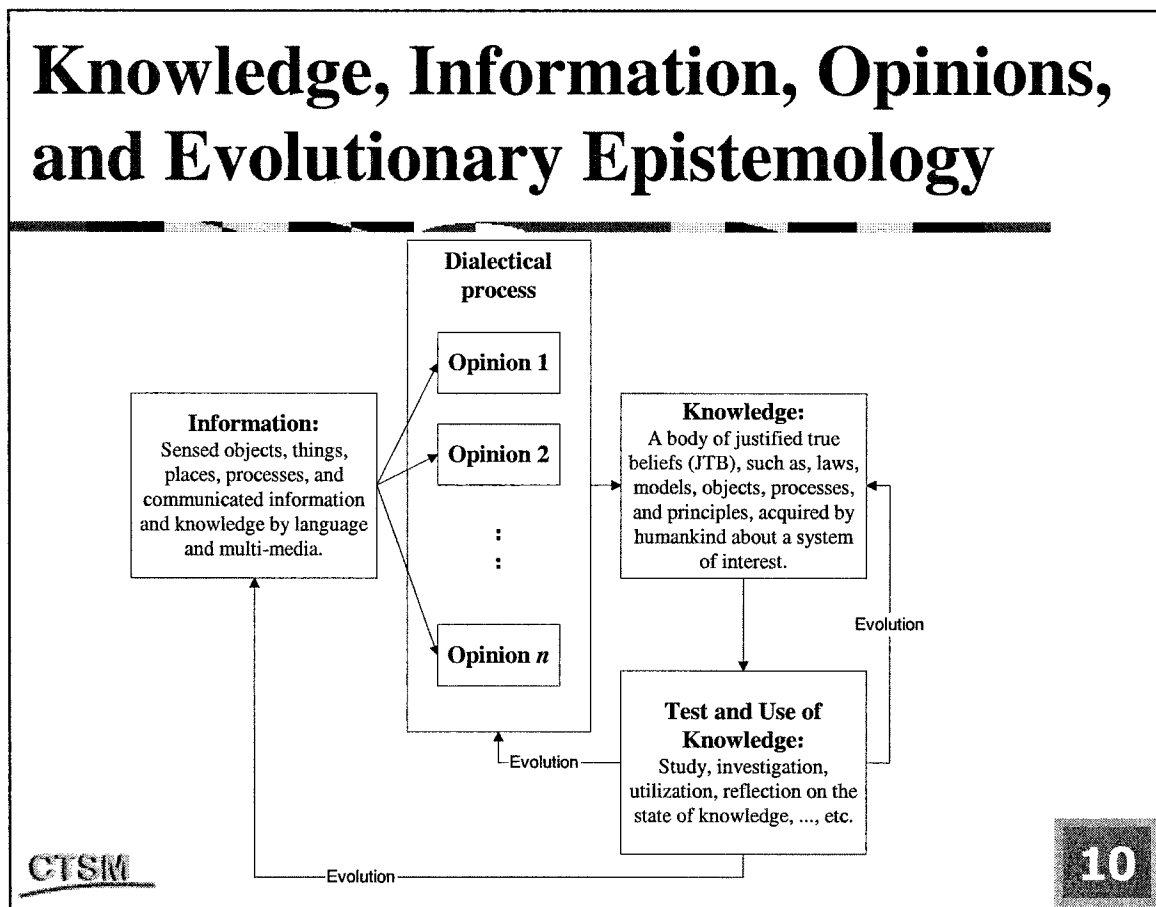 Knowledge, Information, Opinions,
and Evolutionary Epistemology
Dialectical
process
Opinion 1
Opinion 2
:
:
Opinion n
Information:
Sensed objects, things,
places, processes, and
communicated information
and knowledge by language
and multi-media.
Knowledge:
A body of justified true
beliefs (JTB), such as, laws,
models, objects, processes,
and principles, acquired by
humankind about a system
of interest.
Evolution
Test and Use of
Knowledge:
Study, investigation,
utilization, reflection on the
state of knowledge, ..., etc.
Evolution
Evolution
CTSM
10